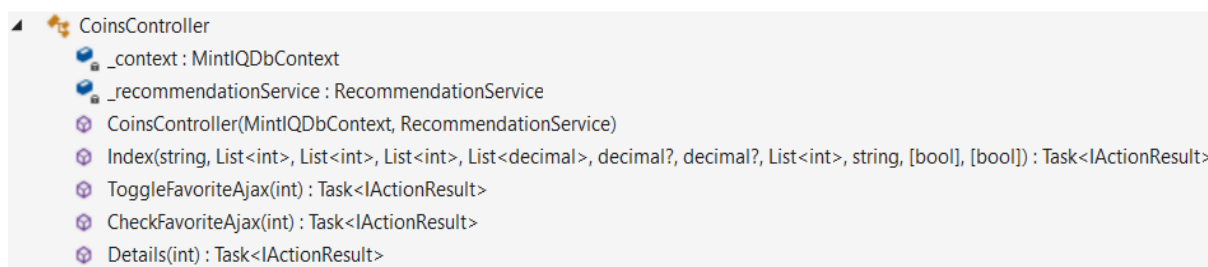 CoinsController
_context : MintIQDbContext
_recommendationService : RecommendationService
CoinsController(MintIQDbContext, RecommendationService)
Index(string, List<int>, List<int>, List<int>, List<decimal>, decimal?, decimal?, List<int>, string, [bool], [bool]) : Task<IActionResult>
ToggleFavoriteAjax(int) : Task<IActionResult>
CheckFavoriteAjax(int) : Task<IActionResult>
Details(int) : Task<IActionResult>